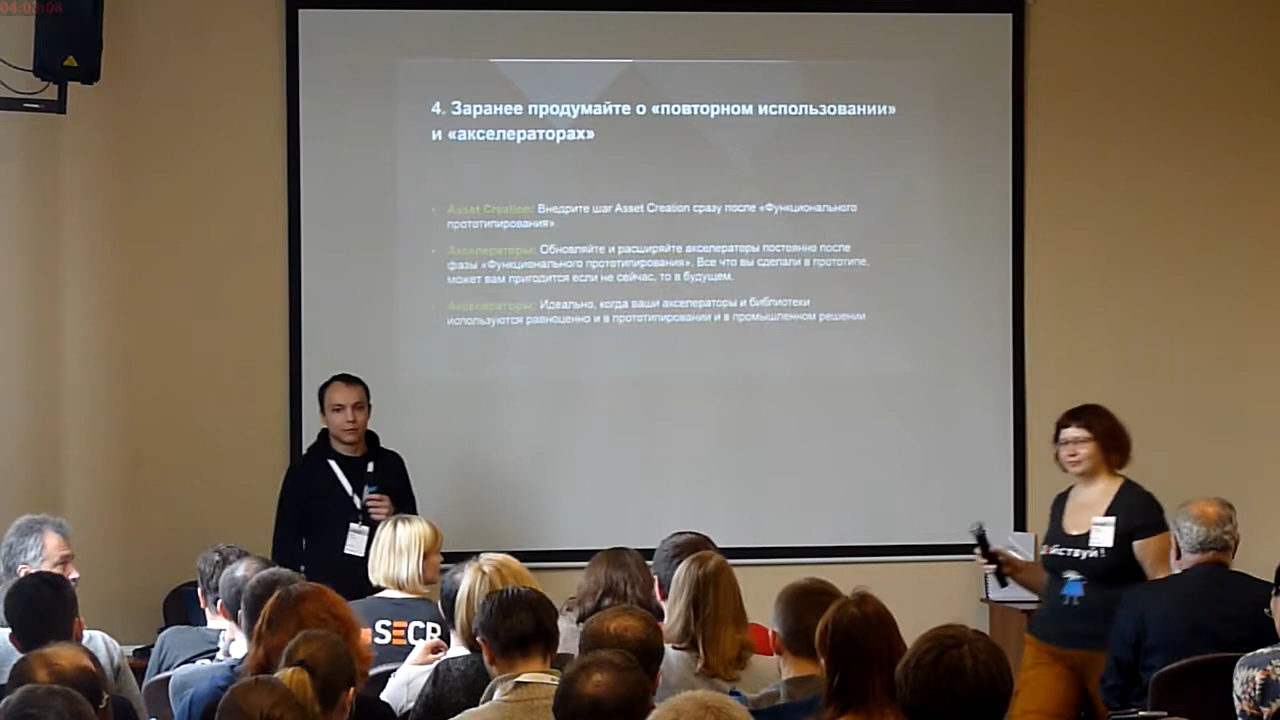 04:03:03
4. Заранее продумайте о «повторном использовании»
и «акселераторах»
Asset Creation: Внедрите шаг Asset Creation сразу после «Функционального
прототипирования»
Акселераторы: Обновляйте и расширяйте акселераторы постоянно после
фазы «Функционального прототипирования». Все что вы сделали в прототипе,
может вам пригодится если не сейчас, то в будущем.
Акселераторы: Идеально, когда ваши акселераторы и библиотеки
используются равноценно и в прототипировании и в промышленном решении
действуй!
SECR